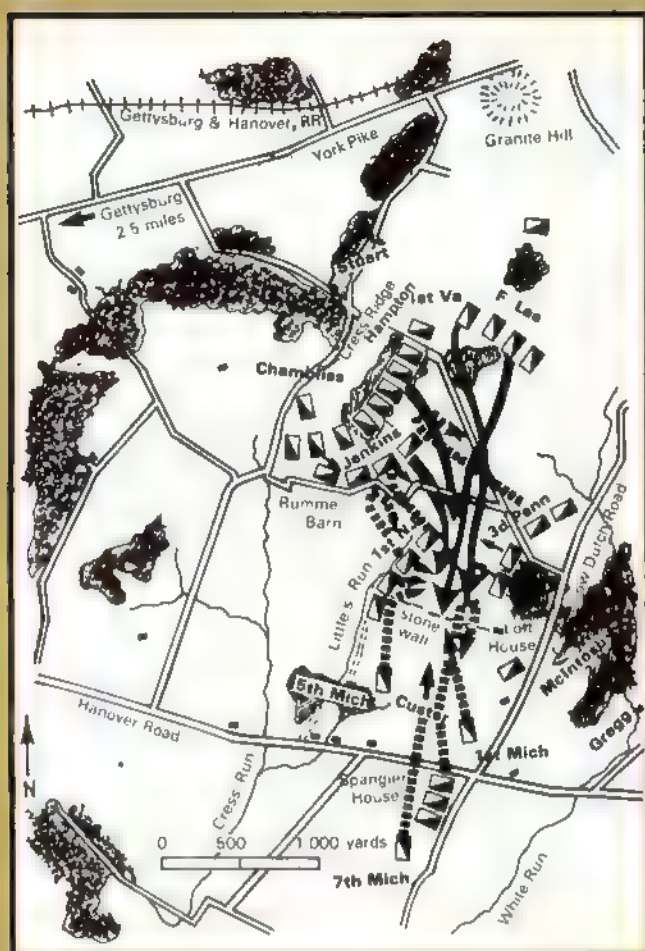 Gettysburg & Hanover, RR
York Pike
Granite Hill
Gettysburg
2.5 miles
Stuart
Cress Ridge
Hampton
1st Va
F Lee
Chambliss
Jenkins
Rumme
Barn
3d Penn
Low Dutch Road
Little's Run
1st NJ
Stone
wall
Lott
House
McIntosh
Gregg
5th Mich
Custer
Hanover Road
1st Mich
Cress Run
Spangler
House
N
0 500 1 000 yards
7th Mich
White Run